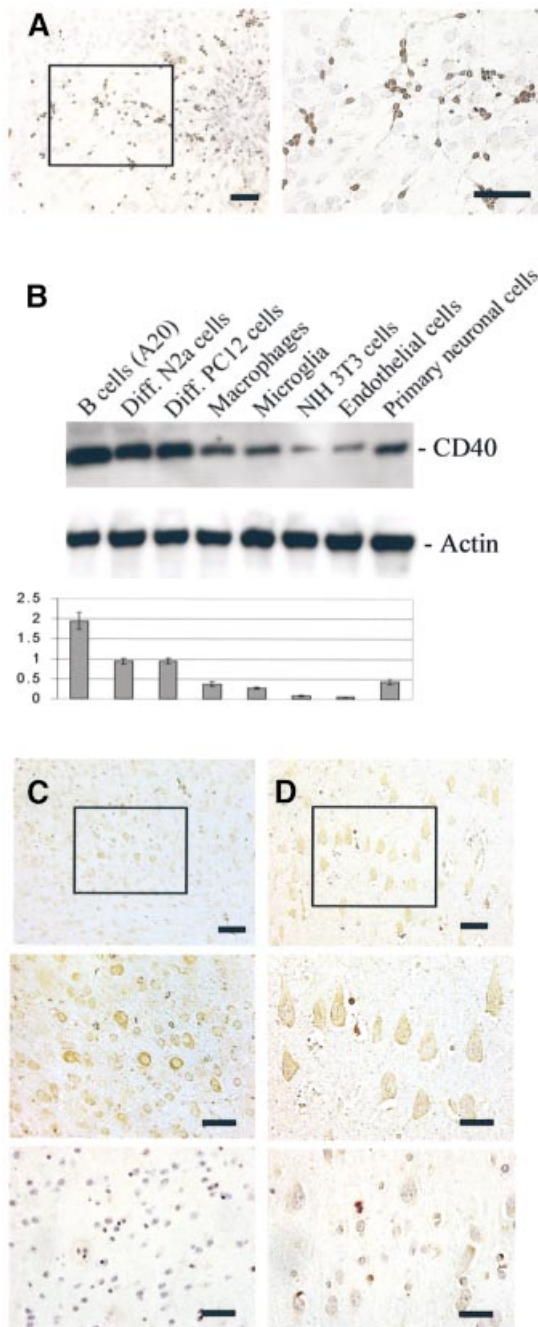 A
B
B cells (A20)
Diff. N2a cells
Diff. PC12 cells
Macrophages
Microglia
NIH 3T3 cells
Endothelial cells
Primary neuronal cells
- CD40
- Actin
2.5
2
1.5
1
0.5
0
C
D